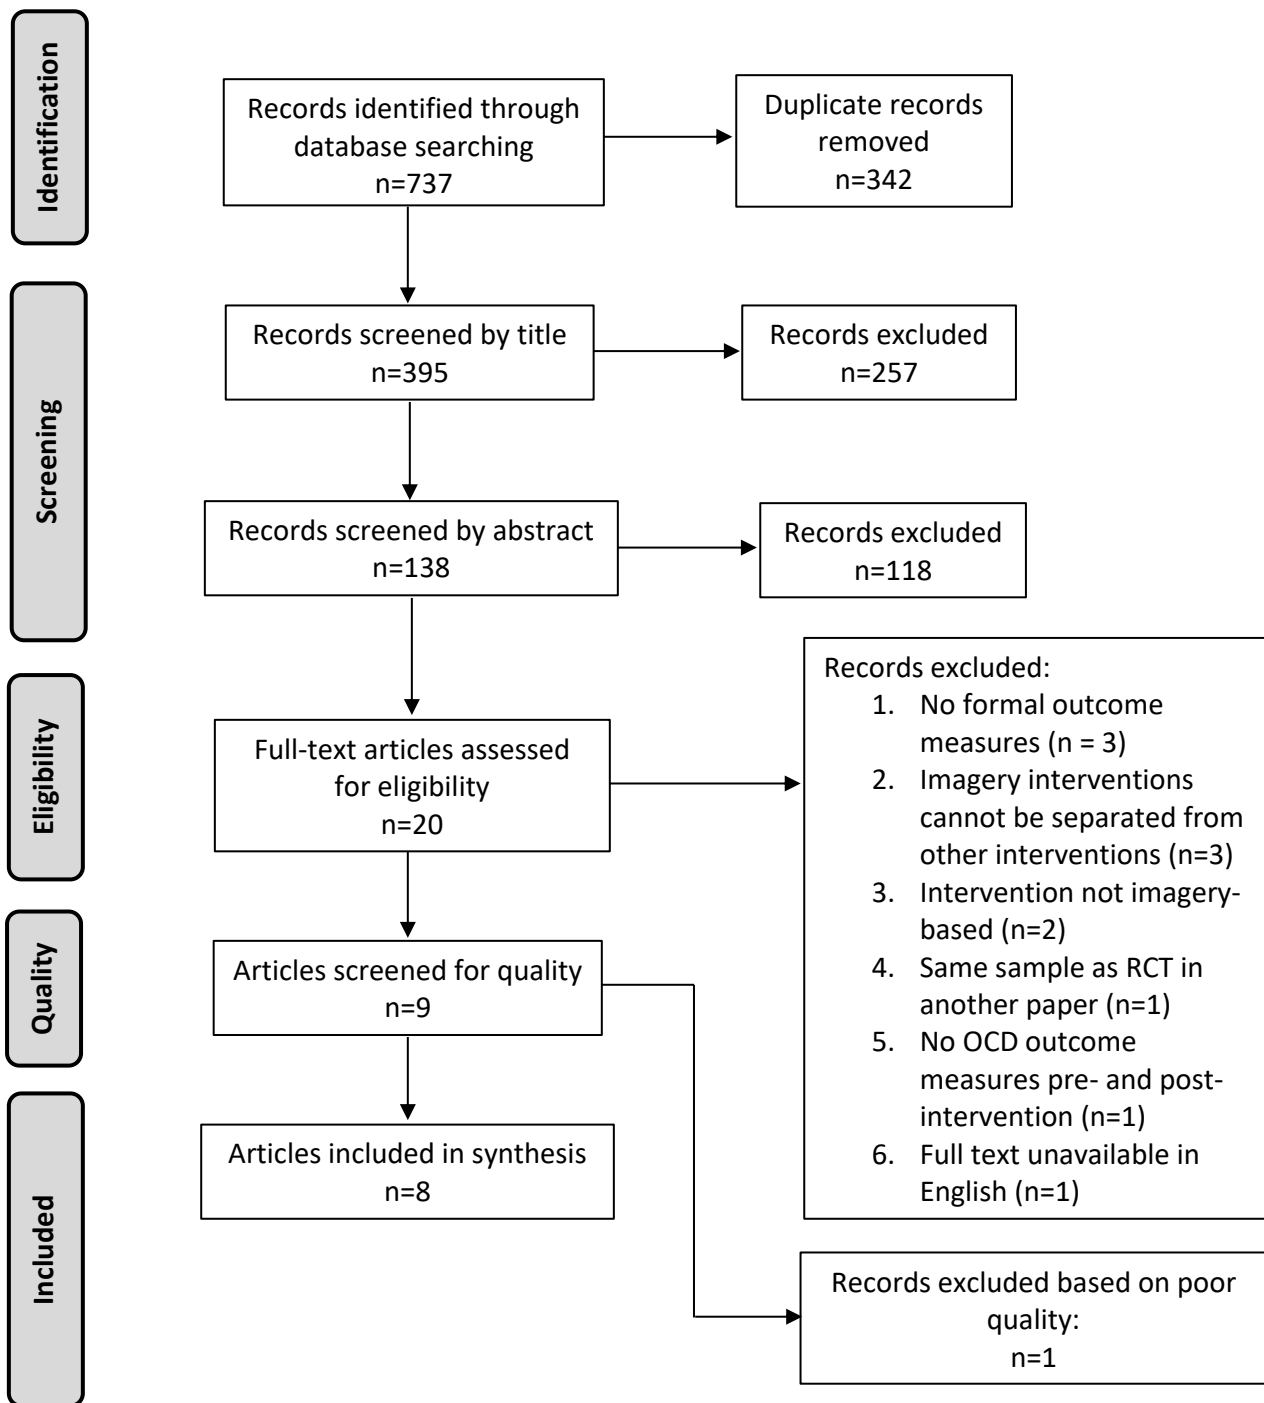 Identification
Records identified through
database searching
n=737
Duplicate records
removed
n=342
Screening
Records screened by title
n=395
Records excluded
n=257
Records screened by abstract
n=138
Records excluded
n=118
Eligibility
Full-text articles assessed
for eligibility
n=20
Records excluded:
1. No formal outcome
measures (n = 3)
2. Imagery interventions
cannot be separated from
other interventions (n=3)
3. Intervention not imagery-
based (n=2)
4. Same sample as RCT in
another paper (n=1)
5. No OCD outcome
measures pre- and post-
intervention (n=1)
6. Full text unavailable in
English (n=1)
Quality
Articles screened for quality
n=9
Included
Articles included in synthesis
n=8
Records excluded based on poor
quality:
n=1